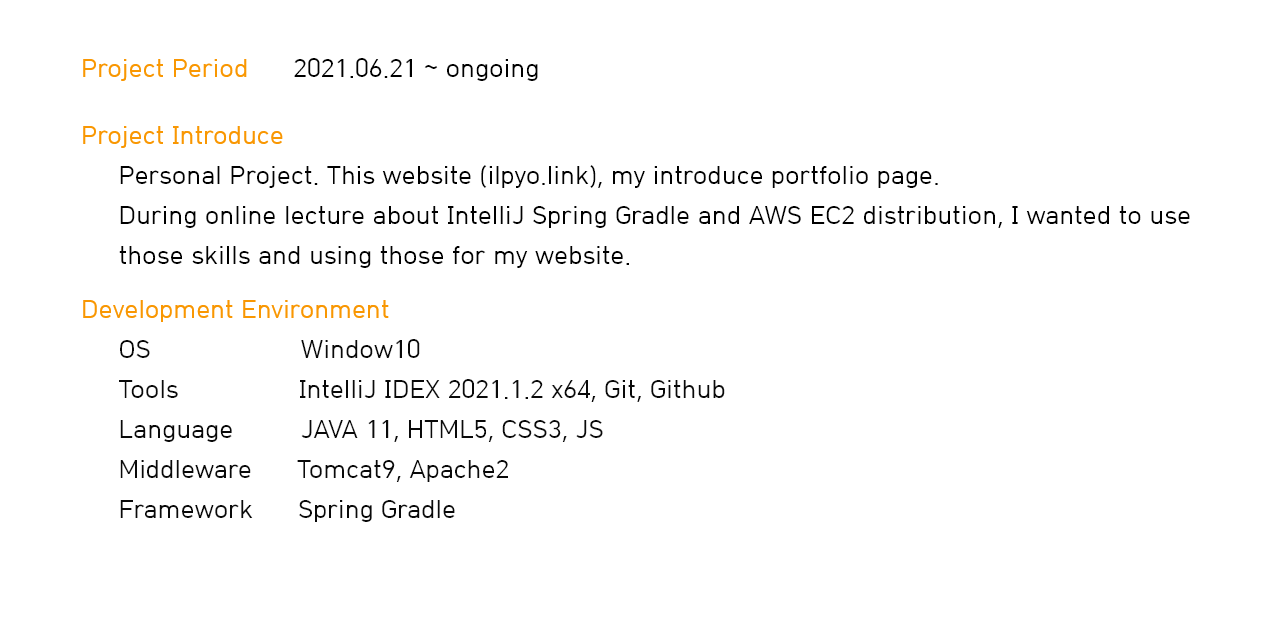 Project Period 2021.06.21 ~ ongoing
Project Introduce
Personal Project. This website (ilpyo.link), my introduce portfolio page.
During online lecture about IntelliJ Spring Gradle and AWS EC2 distribution, I wanted to use
those skills and using those for my website.
Development Environment
OS Window10
Tools IntelliJ IDEX 2021.1.2 x64, Git, Github
Language JAVA 11, HTML5, CSS3, JS
Middleware Tomcat9, Apache2
Framework Spring Gradle